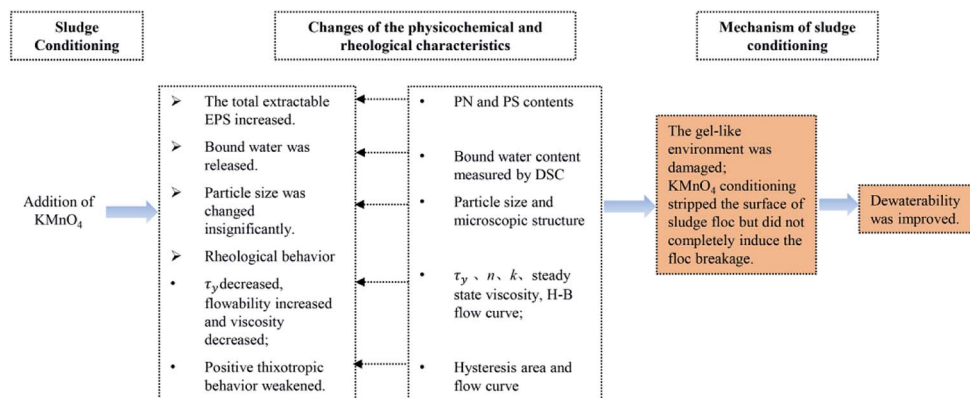 Sludge
Conditioning
Changes of the physicochemical and
rheological characteristics
Mechanism of sludge
conditioning
Addition of
KMnO₄
➢ The total extractable
EPS increased.
➢ Bound water was
released.
➢ Particle size was
changed
insignificantly.
➢ Rheological behavior
• τy decreased,
flowability increased
and viscosity
decreased;
• Positive thixotropic
behavior weakened.
• PN and PS contents
• Bound water content
measured by DSC
• Particle size and
microscopic structure
• τy 、 n、 k、 steady
state viscosity, H-B
flow curve;
• Hysteresis area and
flow curve
The gel-like
environment was
damaged;
KMnO₄ conditioning
stripped the surface of
sludge floc but did not
completely induce the
floc breakage.
Dewaterability
was improved.